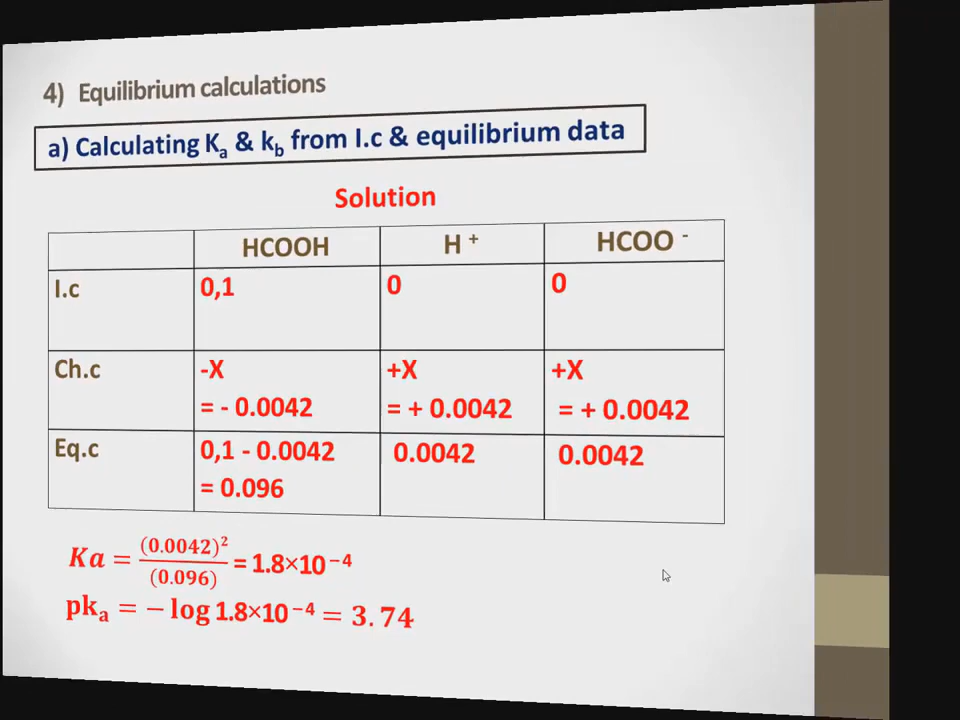 4) Equilibrium calculations
a) Calculating Ka & kb from I.c & equilibrium data
Solution
HCOOH H + HCOO -
I.c 0,1 0 0
Ch.c -X +X +X
= - 0.0042 = + 0.0042 = + 0.0042
Eq.c 0,1 - 0.0042 0.0042 0.0042
= 0.096
Ka = (0.0042)²/(0.096) = 1.8×10⁻⁴
pka = − log 1.8×10⁻⁴ = 3.74